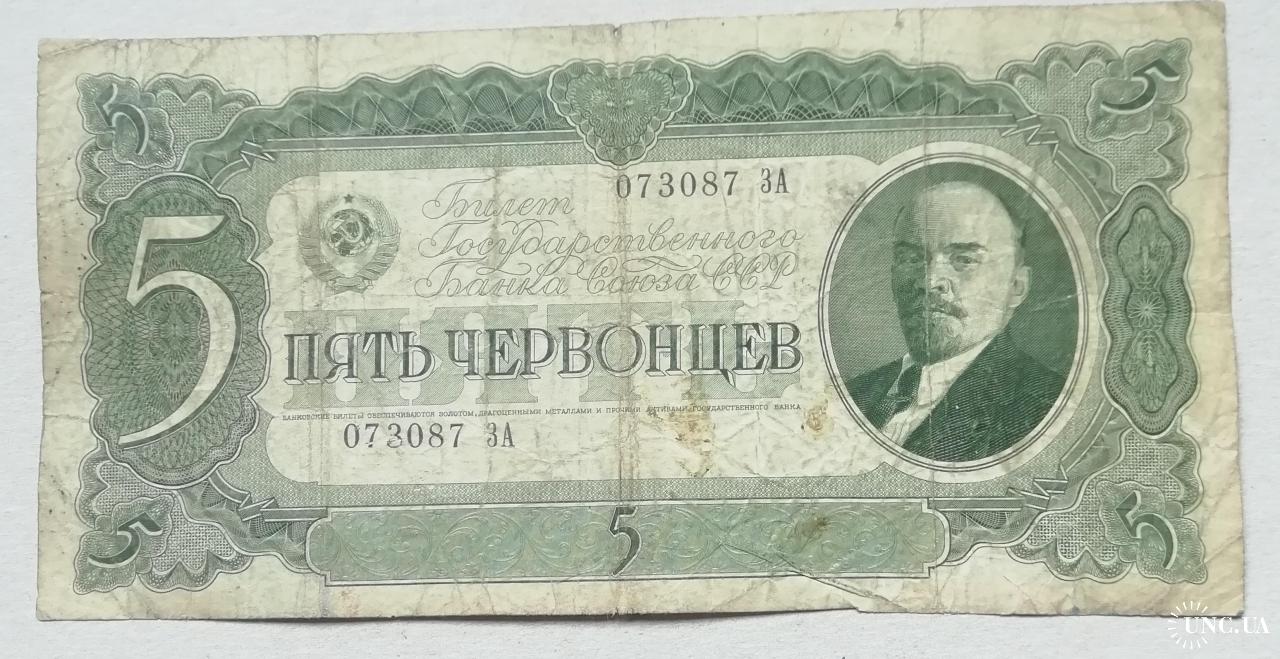 5
5
073087 ЗА
Билет
Государственного
Банка Союза ССР
5
ПЯТЬ ЧЕРВОНЦЕВ
БАНКОВСКИЕ БИЛЕТЫ ОБЕСПЕЧИВАЮТСЯ ЗОЛОТОМ, ДРАГОЦЕННЫМИ МЕТАЛЛАМИ И ПРОЧИМИ АКТИВАМИ ГОСУДАРСТВЕННОГО БАНКА
073087 ЗА
5
5
5
UNC.UA